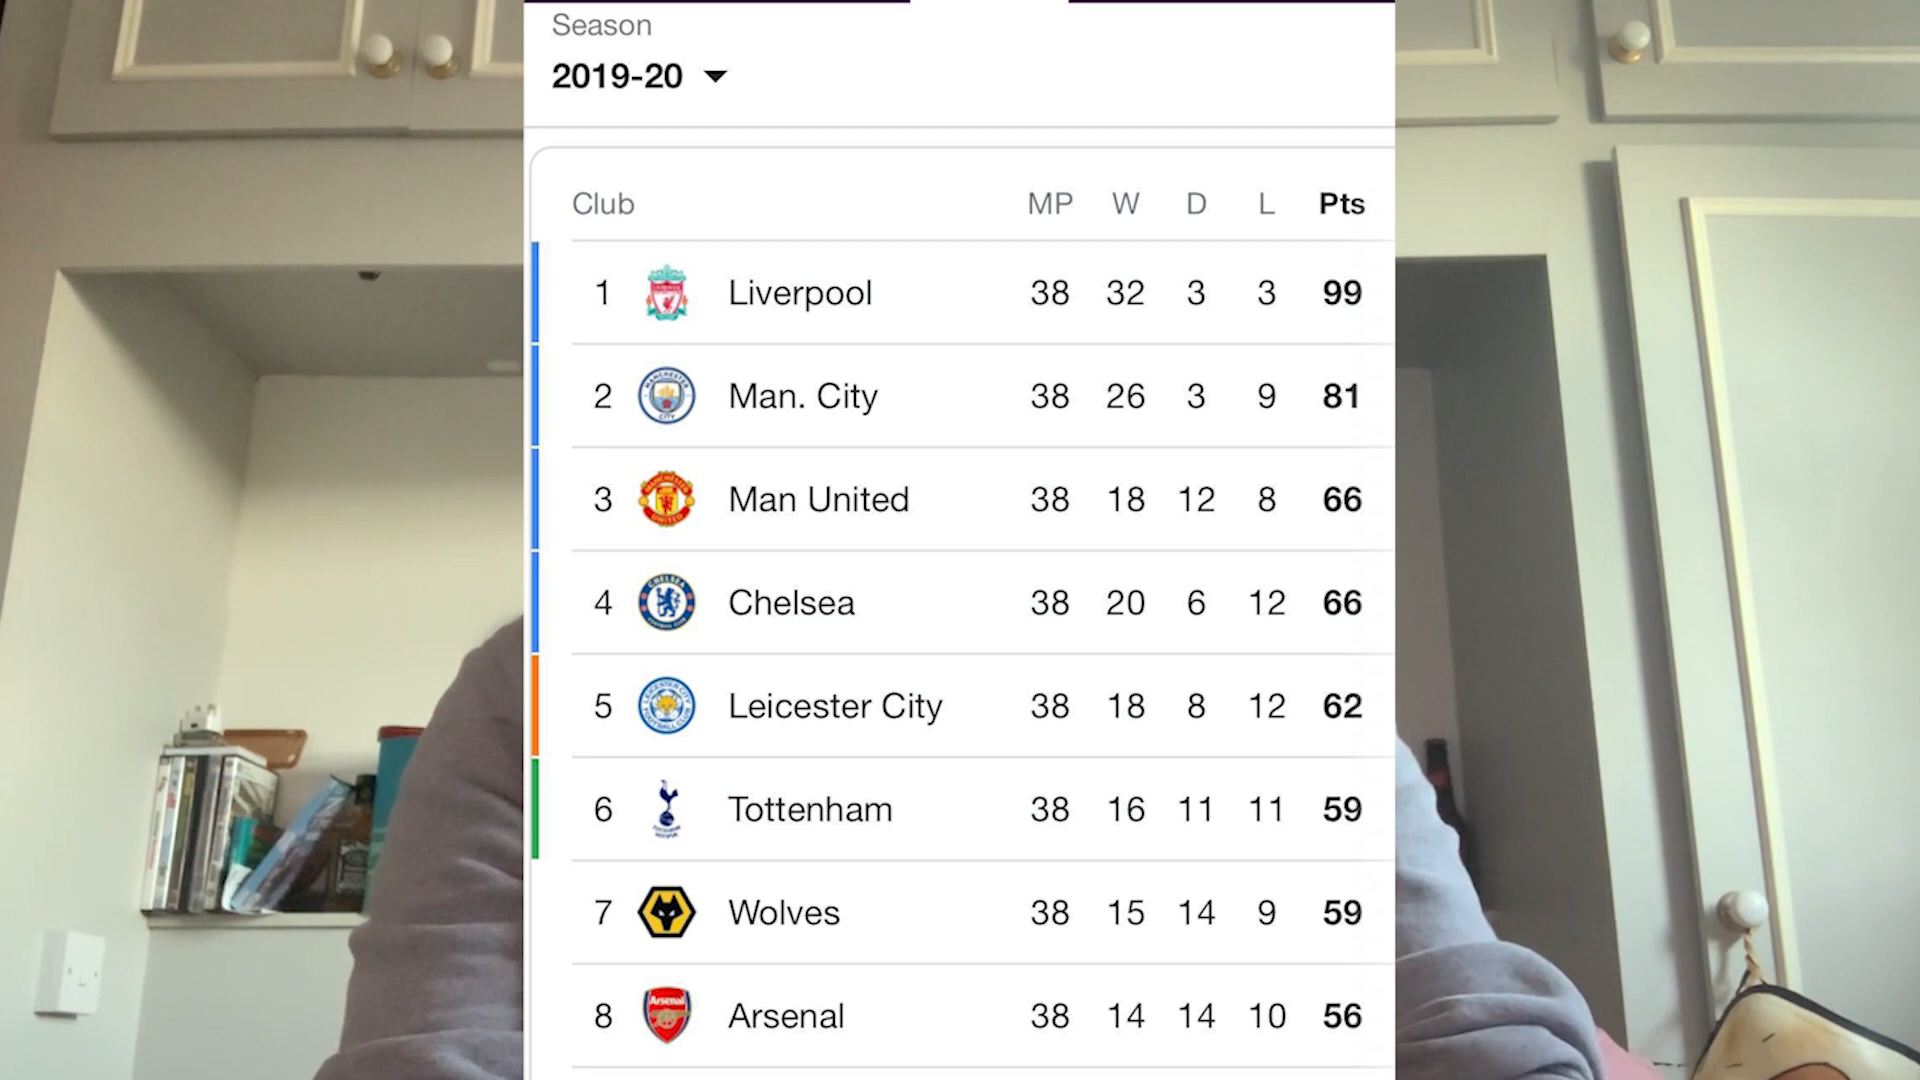 Season
2019-20
Club MP W D L Pts
1 Liverpool 38 32 3 3 99
2 Man. City 38 26 3 9 81
3 Man United 38 18 12 8 66
4 Chelsea 38 20 6 12 66
5 Leicester City 38 18 8 12 62
6 Tottenham 38 16 11 11 59
7 Wolves 38 15 14 9 59
8 Arsenal Arsenal 38 14 14 10 56